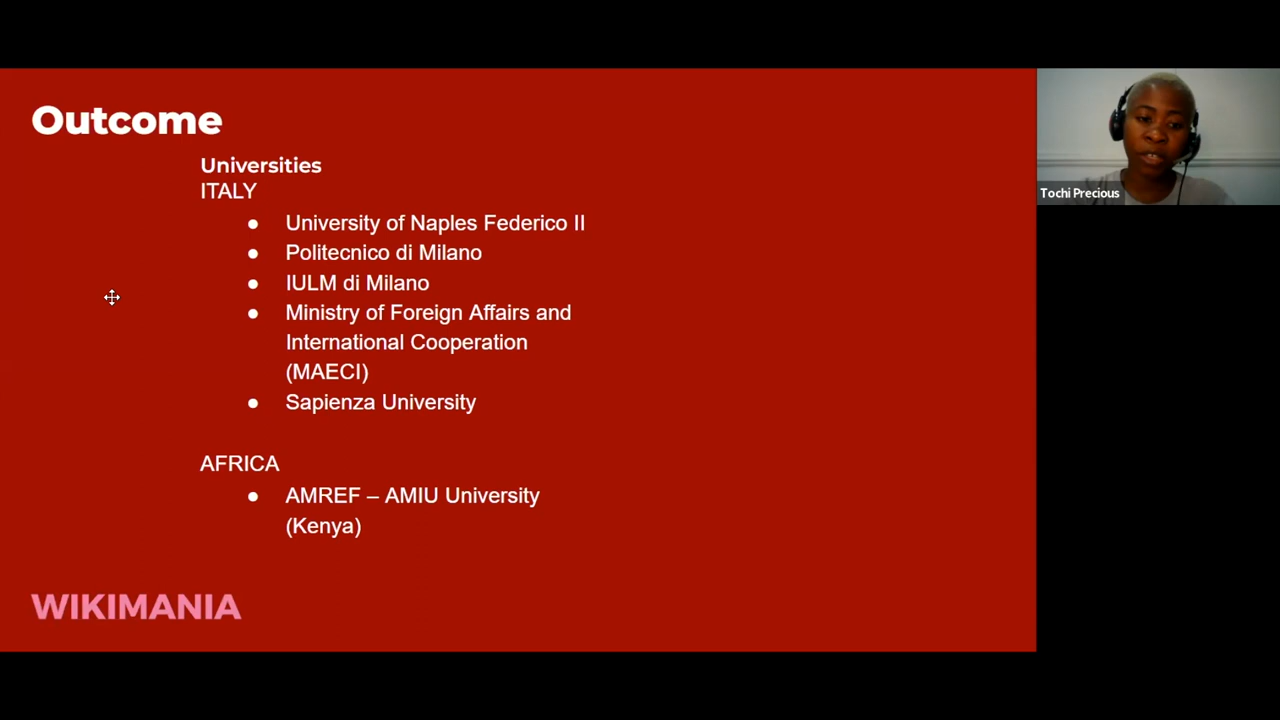 Outcome
Universities
ITALY
● University of Naples Federico II
● Politecnico di Milano
● IULM di Milano
● Ministry of Foreign Affairs and
International Cooperation
(MAECI)
● Sapienza University
AFRICA
● AMREF – AMIU University
(Kenya)
WIKIMANIA
Tochi Precious